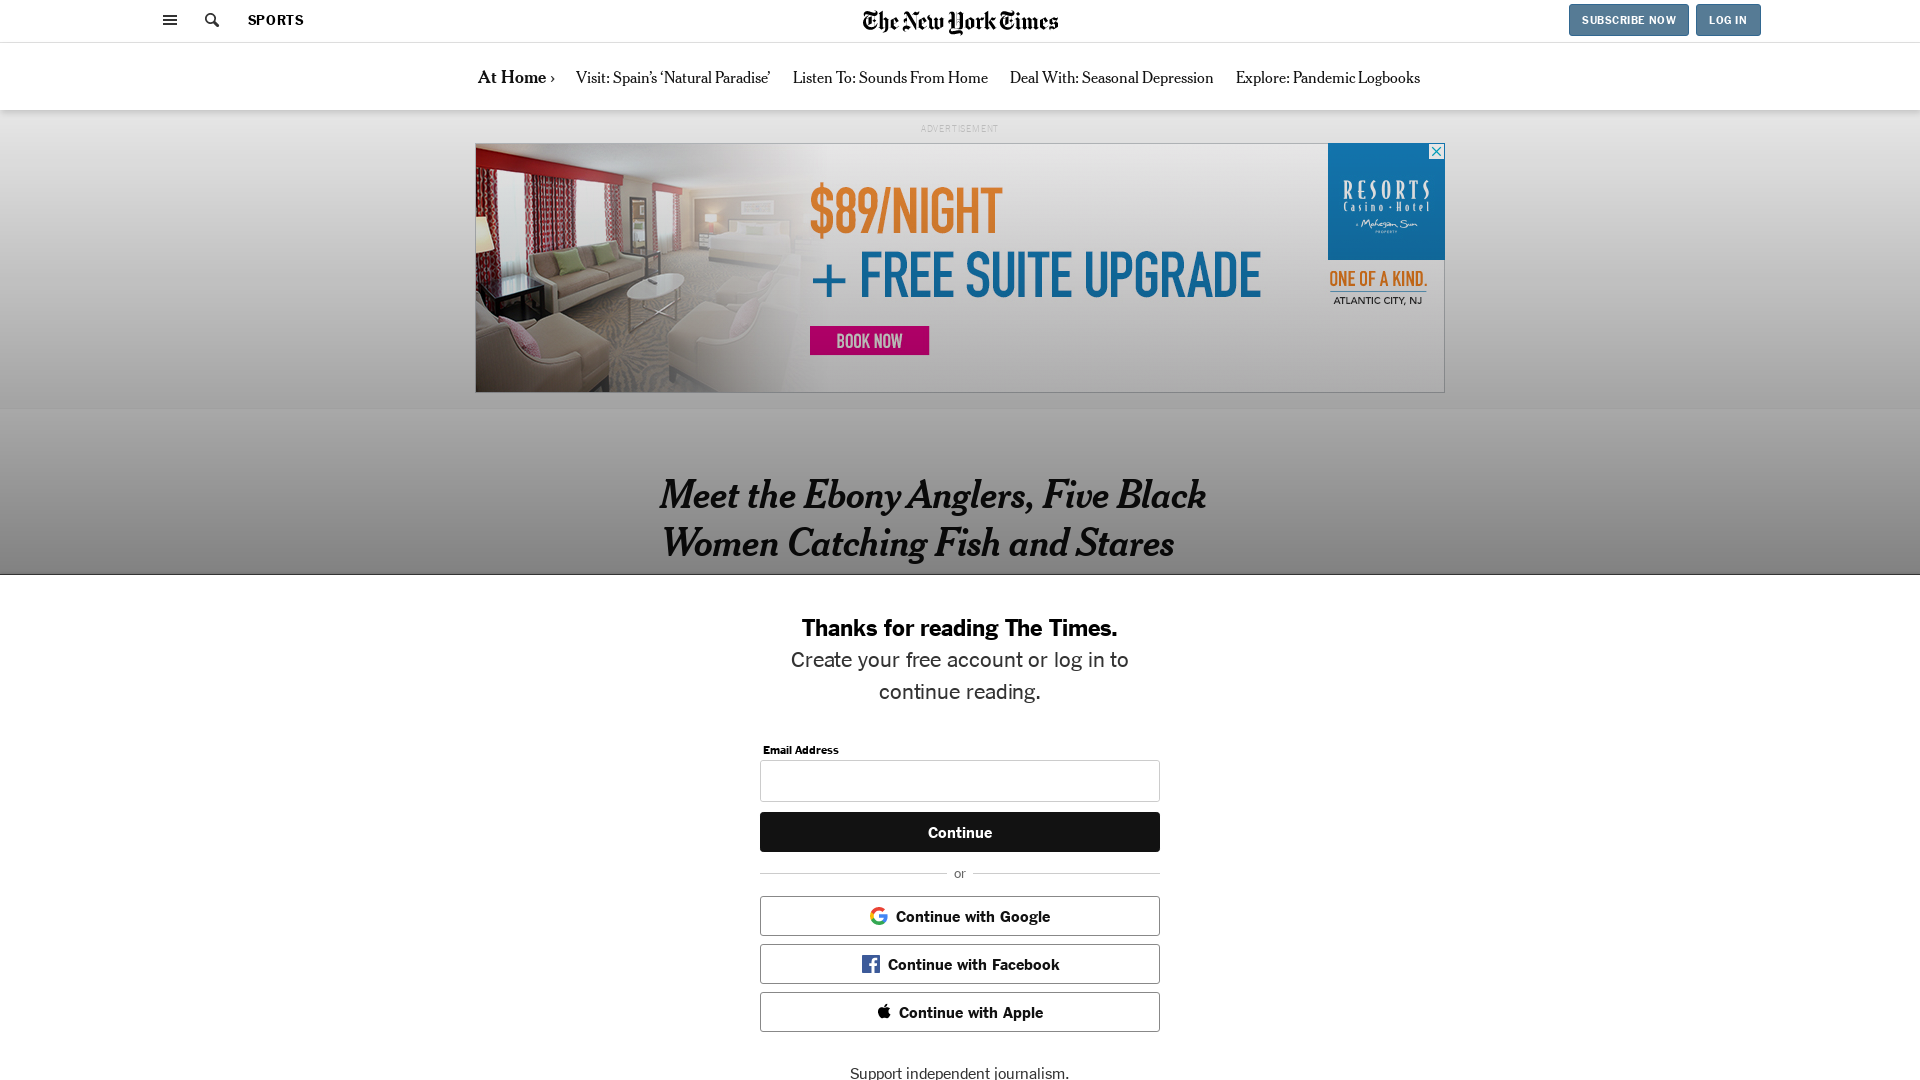 SPORTS
The New York Times
SUBSCRIBE NOW
LOG IN
At Home ›
Visit: Spain’s ‘Natural Paradise’
Listen To: Sounds From Home
Deal With: Seasonal Depression
Explore: Pandemic Logbooks
ADVERTISEMENT
$89/NIGHT
+ FREE SUITE UPGRADE
BOOK NOW
RESORTS
Casino • Hotel
a Mohegan Sun
PROPERTY
ONE OF A KIND.
ATLANTIC CITY, NJ
Meet the Ebony Anglers, Five Black
Women Catching Fish and Stares
Thanks for reading The Times.
Create your free account or log in to
continue reading.
Email Address
Continue
or
Continue with Google
Continue with Facebook
Continue with Apple
Support independent journalism.